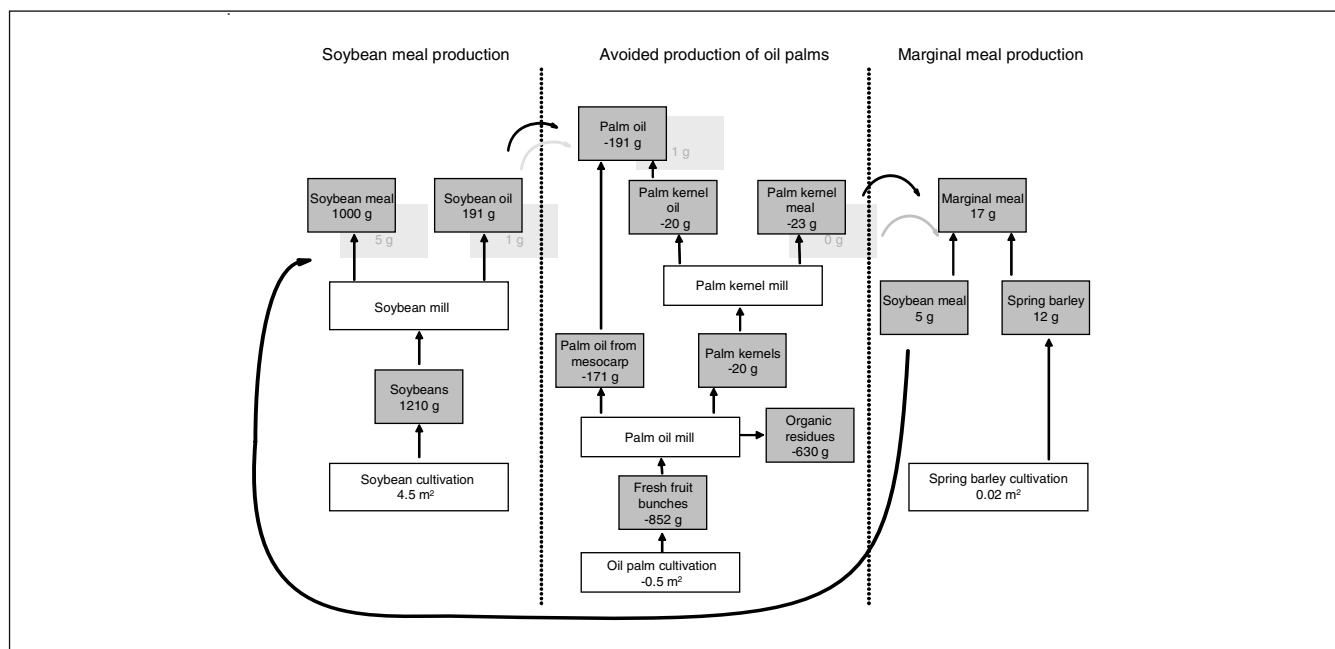 Soybean meal production
Avoided production of oil palms
Marginal meal production
Palm oil
-191 g
1 g
Soybean meal
1000 g
5 g
Soybean oil
191 g
1 g
Palm kernel
oil
-20 g
Palm kernel
meal
-23 g
0 g
Marginal meal
17 g
Soybean mill
Palm kernel mill
Soybean meal
5 g
Spring barley
12 g
Soybeans
1210 g
Palm oil from
mesocarp
-171 g
Palm kernels
-20 g
Palm oil mill
Organic
residues
-630 g
Soybean cultivation
4.5 m²
Fresh fruit
bunches
-852 g
Spring barley cultivation
0.02 m²
Oil palm cultivation
-0.5 m²